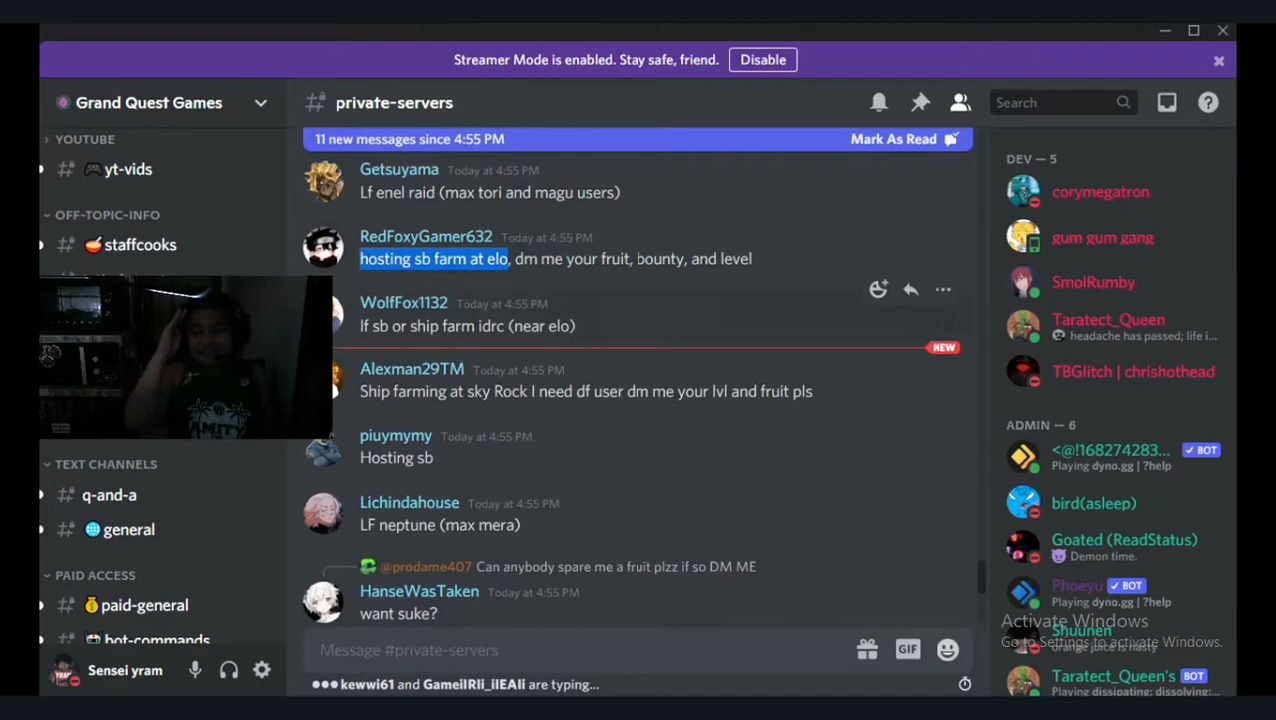 Streamer Mode is enabled. Stay safe, friend.
Disable
Grand Quest Games
private-servers
Search
YOUTUBE
yt-vids
OFF-TOPIC-INFO
staffcooks
TEXT CHANNELS
q-and-a
general
PAID ACCESS
paid-general
bot-commands
Sensei yram
11 new messages since 4:55 PM
Mark As Read
Getsuyama Today at 4:55 PM
Lf enel raid (max tori and magu users)
RedFoxyGamer632 Today at 4:55 PM
hosting sb farm at elo, dm me your fruit, bounty, and level
WolfFox1132 Today at 4:55 PM
lf sb or ship farm idrc (near elo)
NEW
Alexman29TM Today at 4:55 PM
Ship farming at sky Rock I need df user dm me your lvl and fruit pls
piuymymy Today at 4:55 PM
Hosting sb
Lichindahouse Today at 4:55 PM
LF neptune (max mera)
@prodame407 Can anybody spare me a fruit plzz if so DM ME
HanseWasTaken Today at 4:55 PM
want suke?
Message #private-servers
GIF
kewwi61 and GameilRIi_ilEAIi are typing...
DEV — 5
corymegatron
gum gum gang
SmolRumby
Taratect_Queen
headache has passed; life i...
TBGlitch | chrishothead
ADMIN — 6
<@!168274283... BOT
Playing dyno.gg | ?help
bird(asleep)
Goated (ReadStatus)
Demon time.
Phoeyu BOT
Playing dyno.gg | ?help
Activate Windows
Shuunen
Go to Settings to activate Windows.
orange juice is nasty
Taratect_Queen's BOT
Playing dissipating; dissolving;...